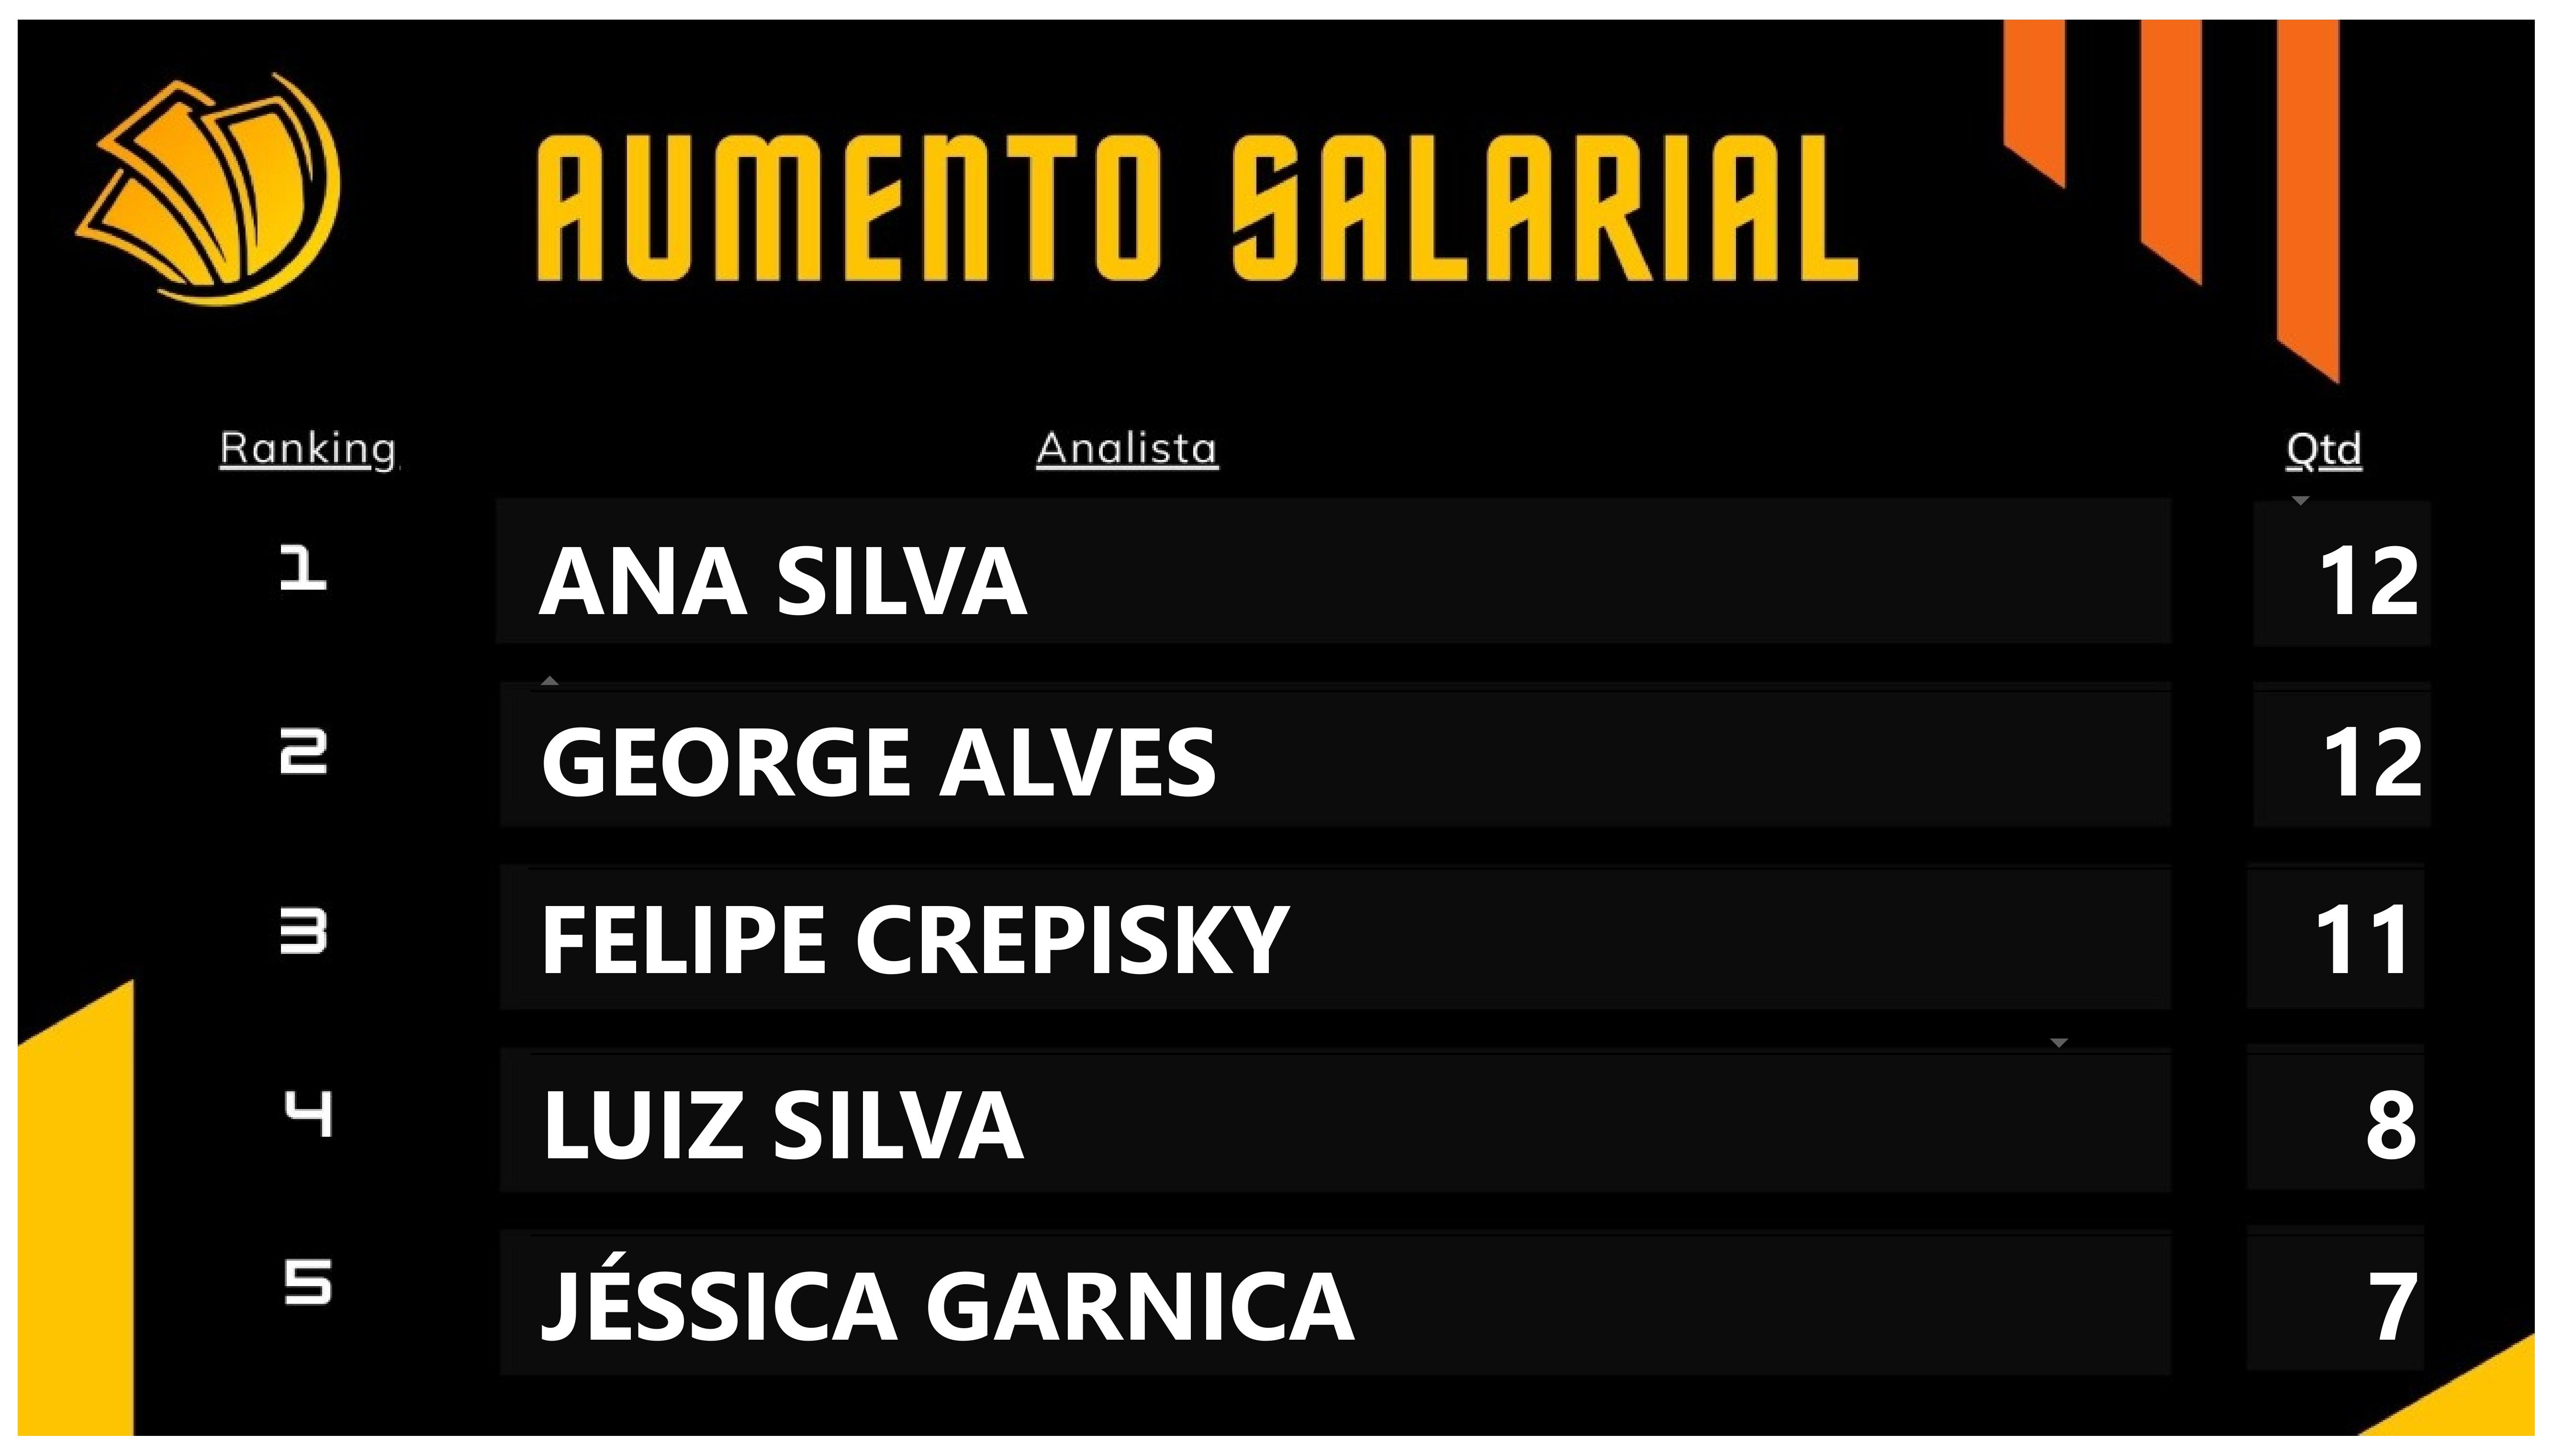 AUMENTO SALARIAL
Ranking Analista Qtd
1 ANA SILVA 12
2 GEORGE ALVES 12
3 FELIPE CREPISKY 11
4 LUIZ SILVA 8
5 JÉSSICA GARNICA 7